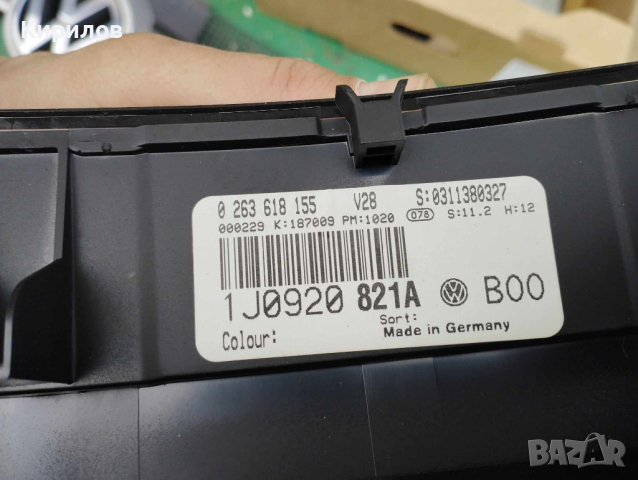 Кирилов
0 263 618 155 V28 S:0311380327
000229 K:187009 PM:1020 078 S:11.2 H:12
1J0920 821A VW B00
Sort:
Colour: Made in Germany
BAZAR